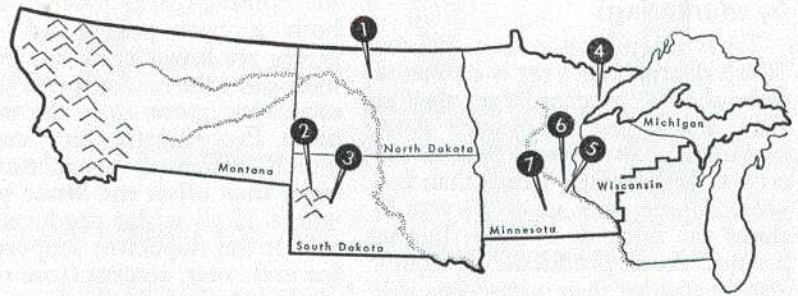 1
4
2
3
6
5
7
Michigan
North Dakota
Montana
Wisconsin
South Dakota
Minnesota